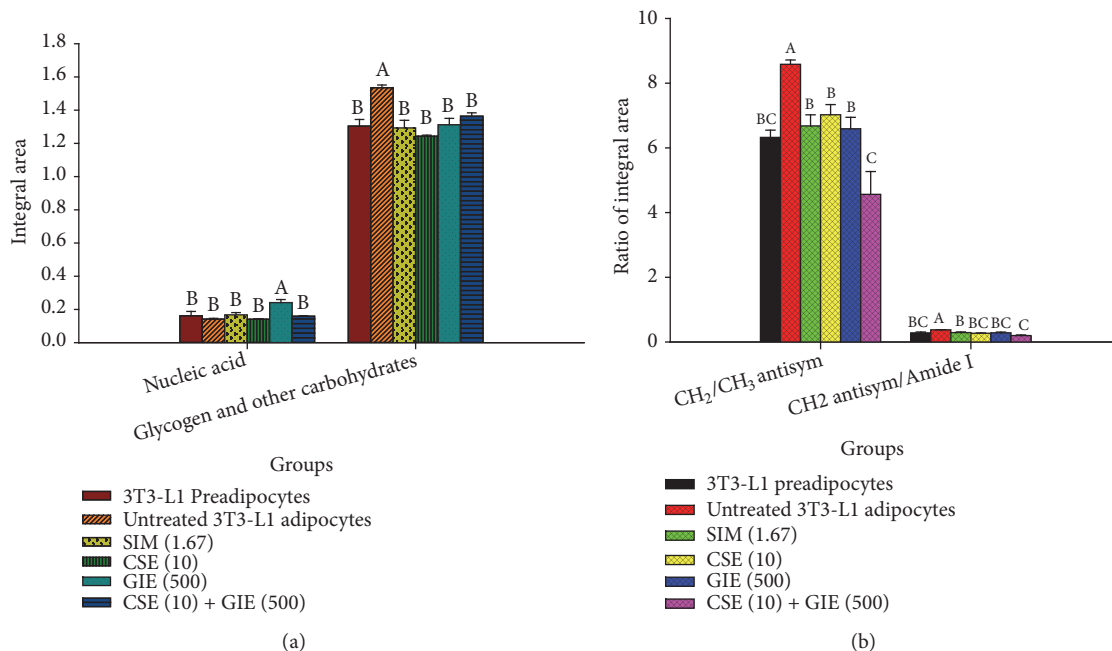 1.8
1.6
1.4
1.2
1.0
0.8
0.6
0.4
0.2
0.0
Integral area
B B B B A B
B A B B B B
Nucleic acid
Glycogen and other carbohydrates
Groups
3T3-L1 Preadipocytes
Untreated 3T3-L1 adipocytes
SIM (1.67)
CSE (10)
GIE (500)
CSE (10) + GIE (500)
(a)
10
8
6
4
2
0
Ratio of integral area
BC A B B B C
BC A B BC BC C
CH₂/CH₃ antisym
CH2 antisym/Amide I
Groups
3T3-L1 preadipocytes
Untreated 3T3-L1 adipocytes
SIM (1.67)
CSE (10)
GIE (500)
CSE (10) + GIE (500)
(b)